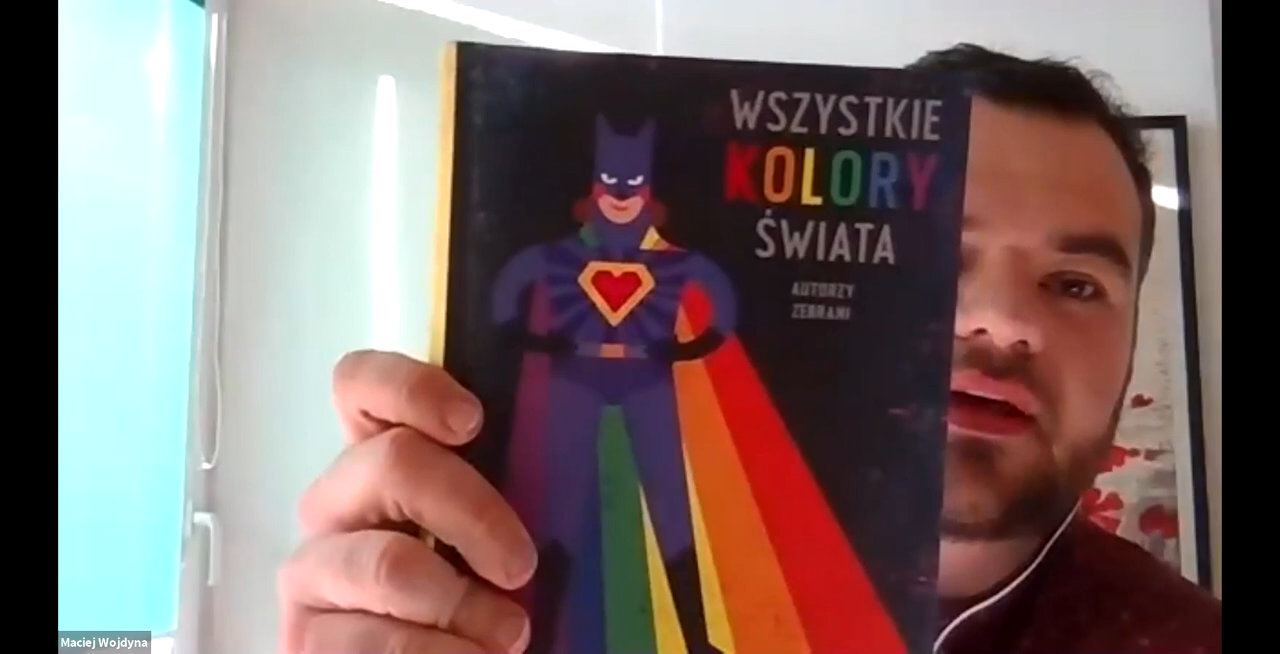 WSZYSTKIE
KOLORY
ŚWIATA
AUTORZY
ZEBRANI
Maciej Wojdyna